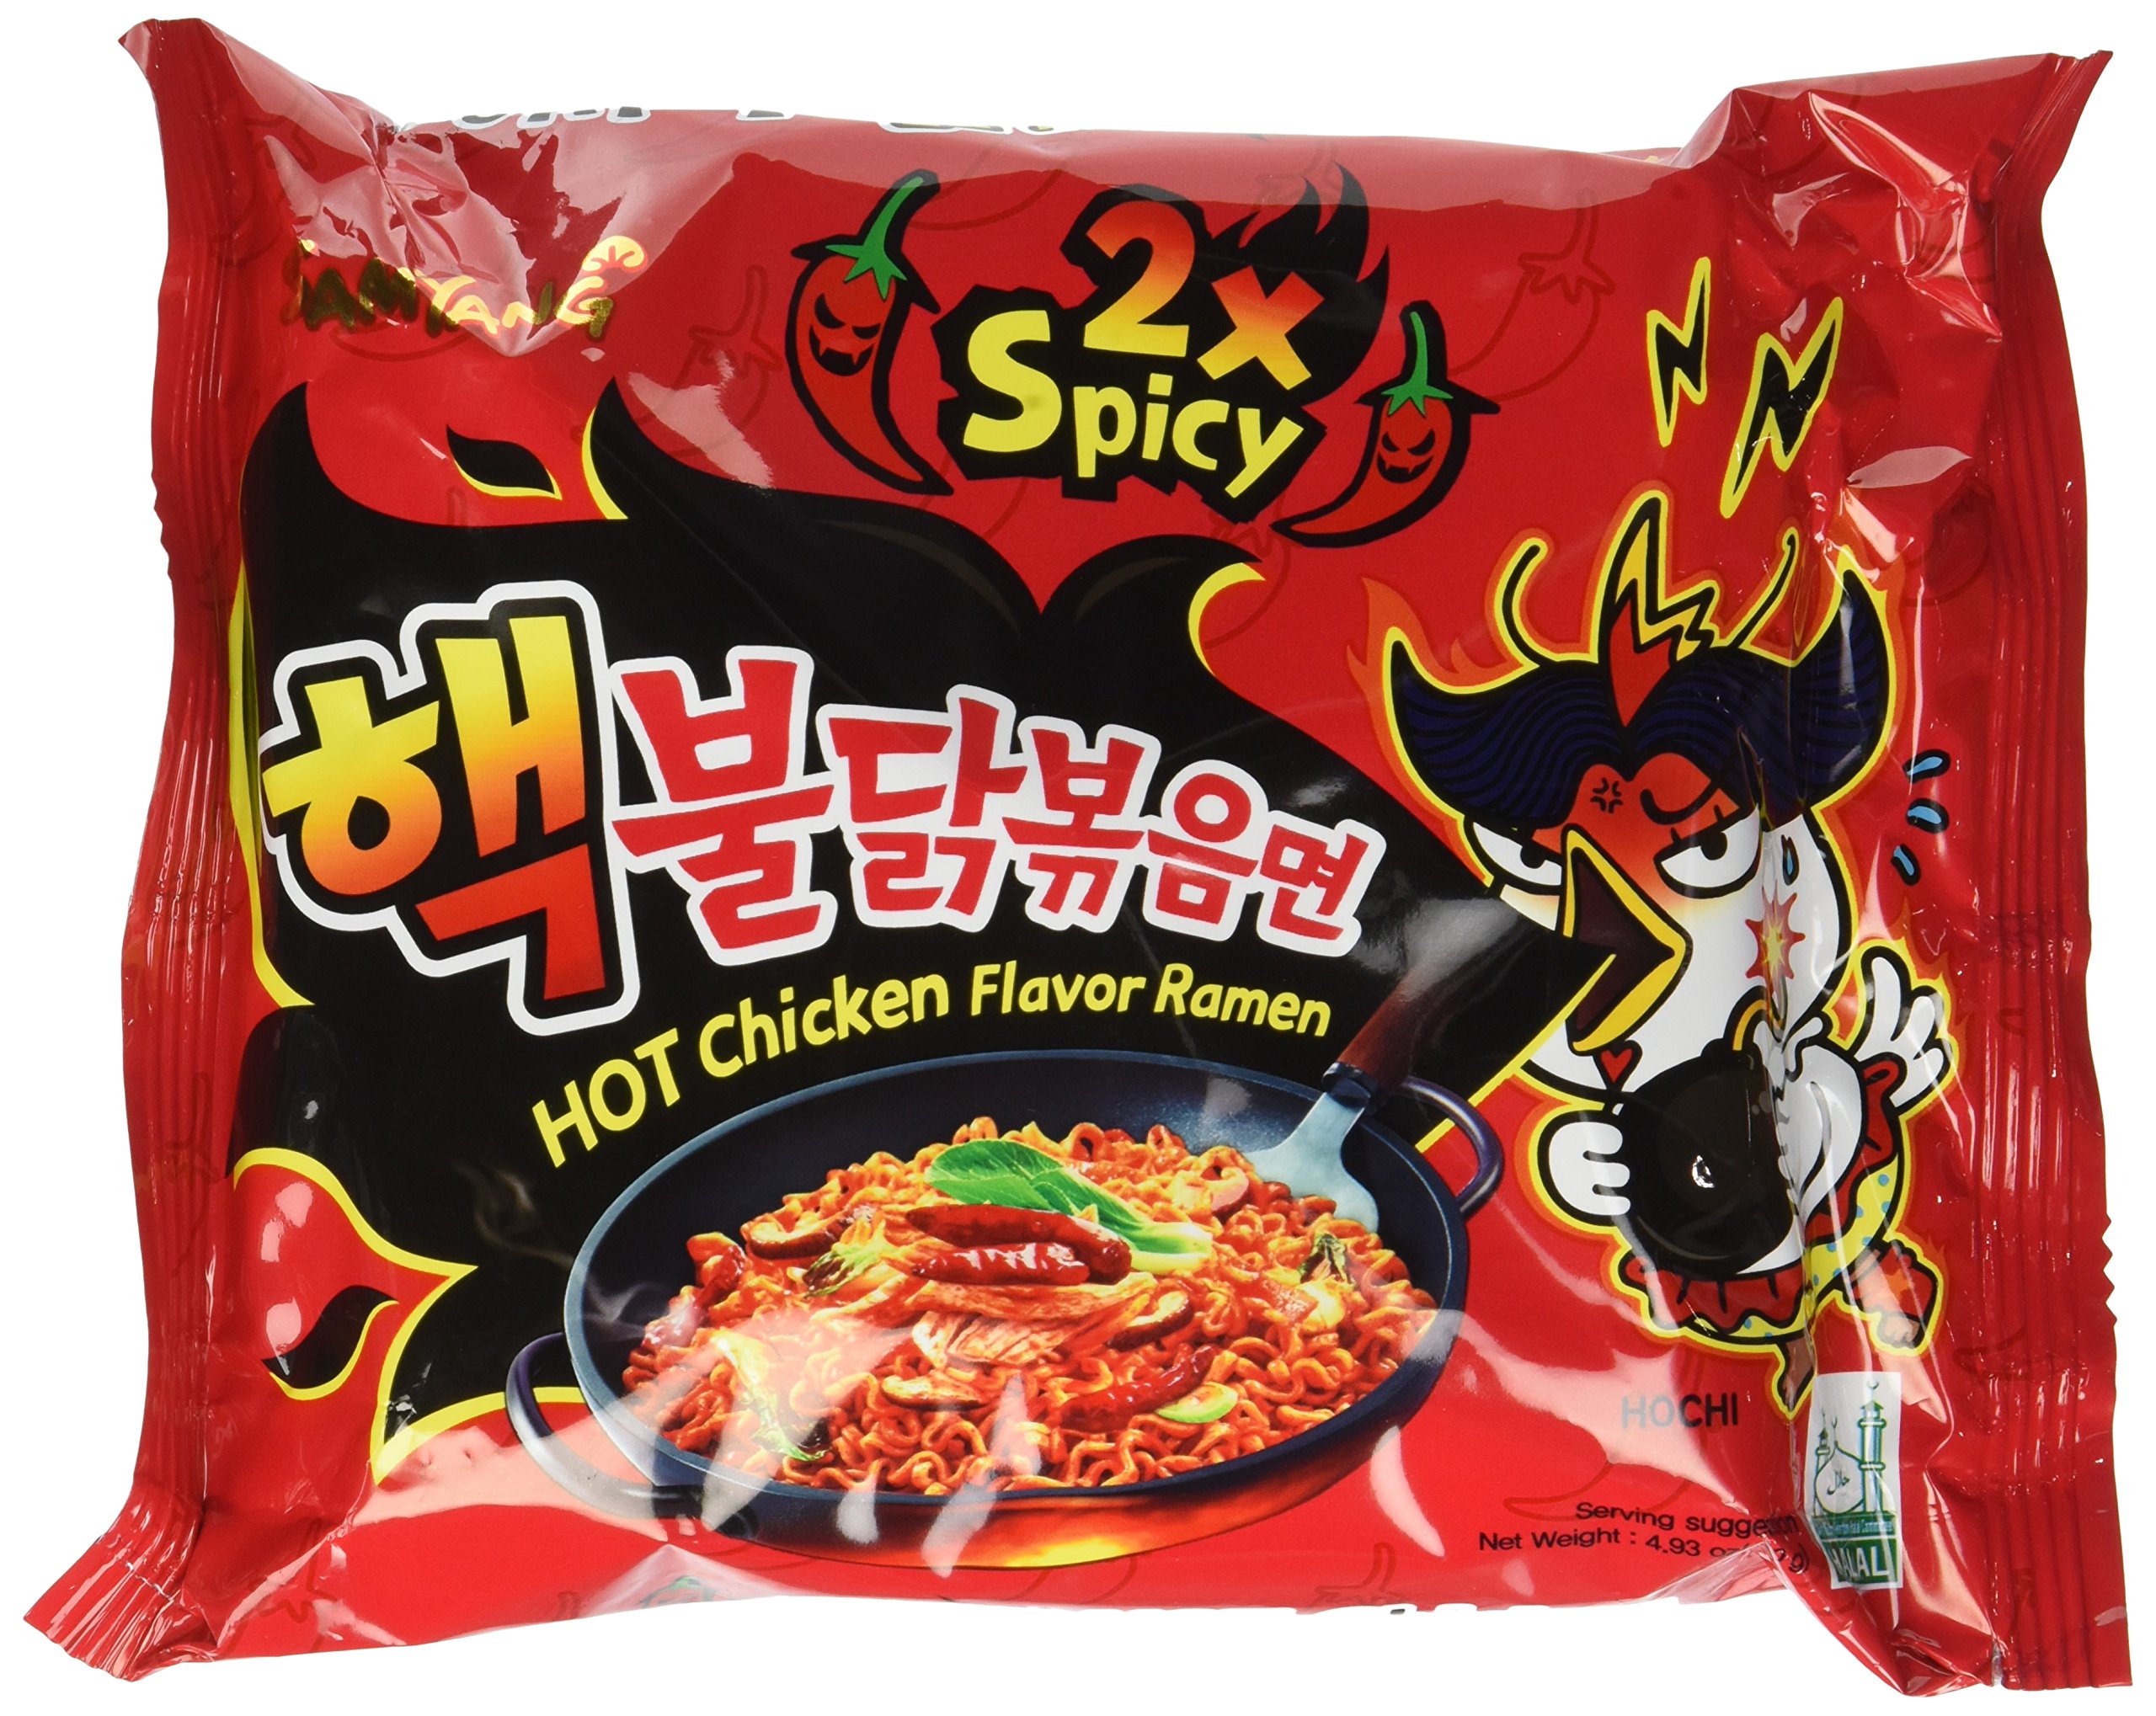 SAMYANG
2x
Spicy
핵불닭볶음면
HOT Chicken Flavor Ramen
HOCHI
Serving suggestion
Net Weight : 4.93 oz
حلال
HALAL